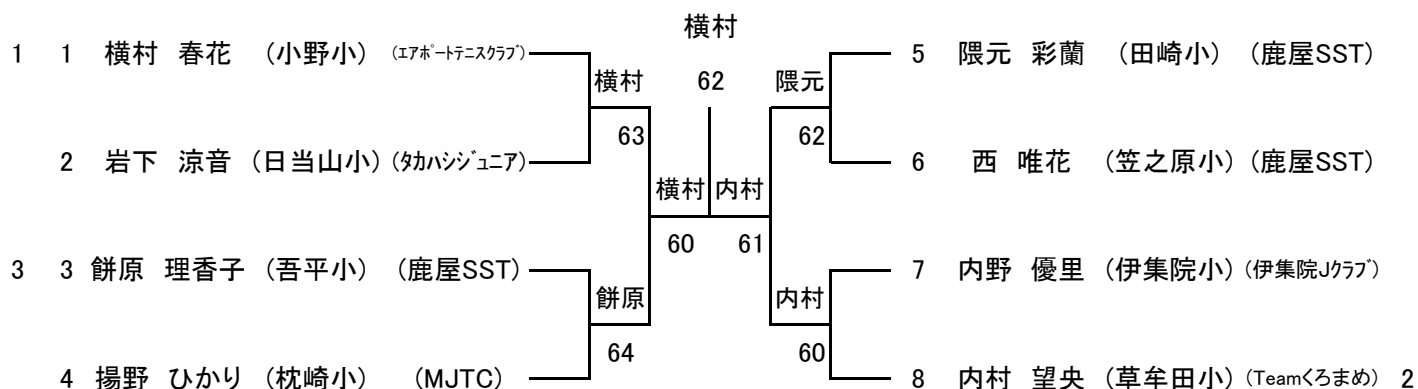 横村
1 1 横村 春花 (小野小) (エアポートテニスクラブ)
5 隈元 彩蘭 (田崎小) (鹿屋SST)
横村 62 隈元
63 62
2 岩下 涼音 (日当山小) (タカハシジュニア)
6 西 唯花 (笠之原小) (鹿屋SST)
横村 内村
60 61
3 3 餅原 理香子 (吾平小) (鹿屋SST)
7 内野 優里 (伊集院小) (伊集院Jクラブ)
餅原 内村
64 60
4 揚野 ひかり (枕崎小) (MJTC)
8 内村 望央 (草牟田小) (Teamくろまめ) 2